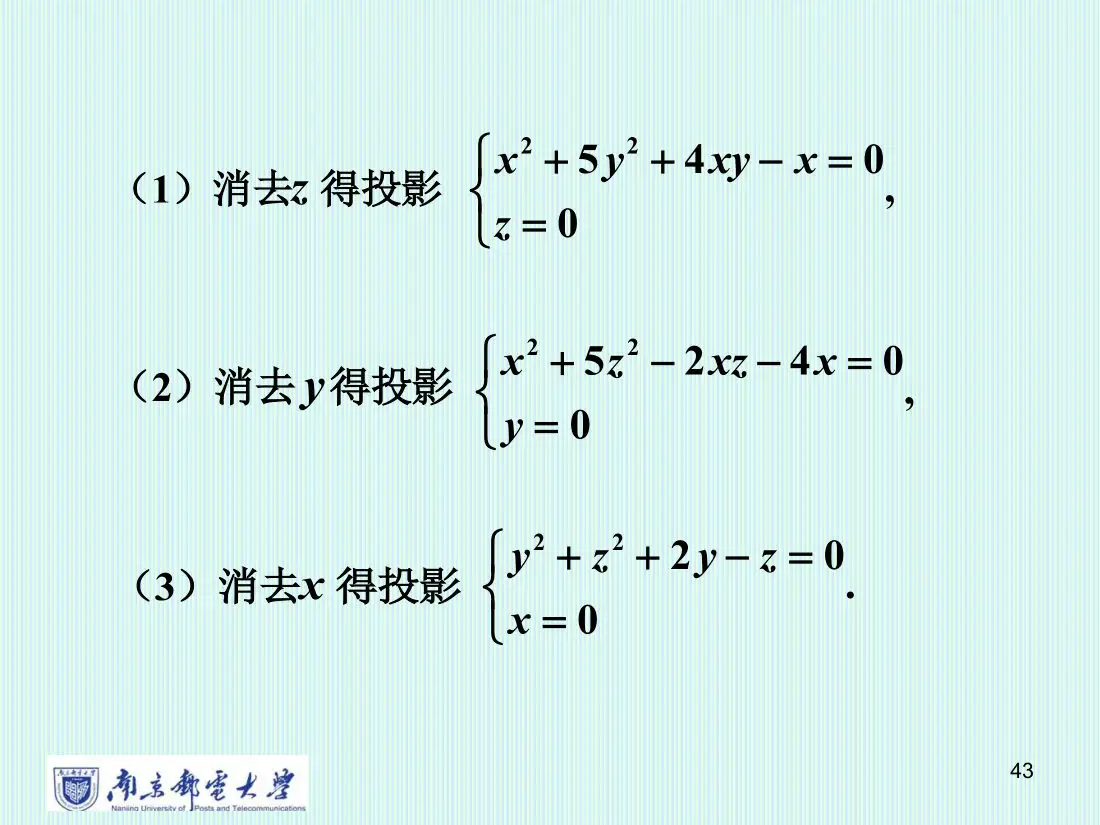 （1）消去z 得投影 { x² + 5y² + 4xy − x = 0
z = 0 ,
（2）消去 y 得投影 { x² + 5z² − 2xz − 4x = 0
y = 0 ,
（3）消去x 得投影 { y² + z² + 2y − z = 0
x = 0 .
南京郵電大學
Nanjing University of Posts and Telecommunications
43